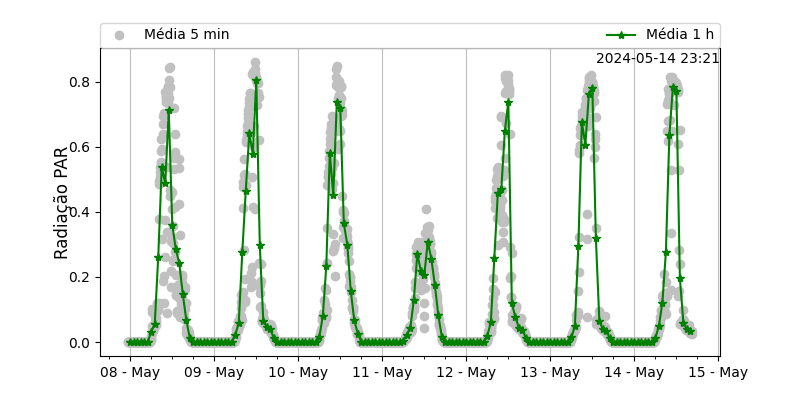 Média 5 min
Média 1 h
2024-05-14 23:21
Radiação PAR
0.8
0.6
0.4
0.2
0.0
08 - May
09 - May
10 - May
11 - May
12 - May
13 - May
14 - May
15 - May